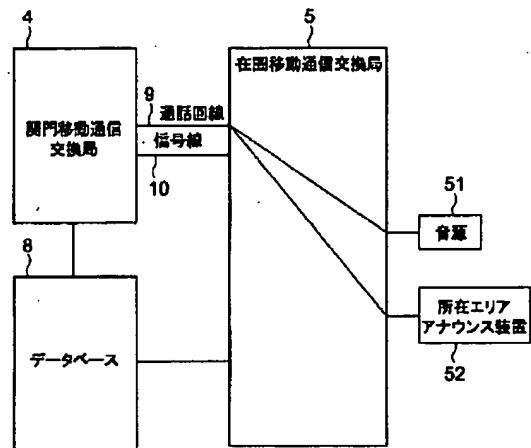 4
関門移動通信
交換局
9
通話回線
信号線
10
5
在圏移動通信交換局
51
音源
8
データベース
所在エリア
アナウンス装置
52